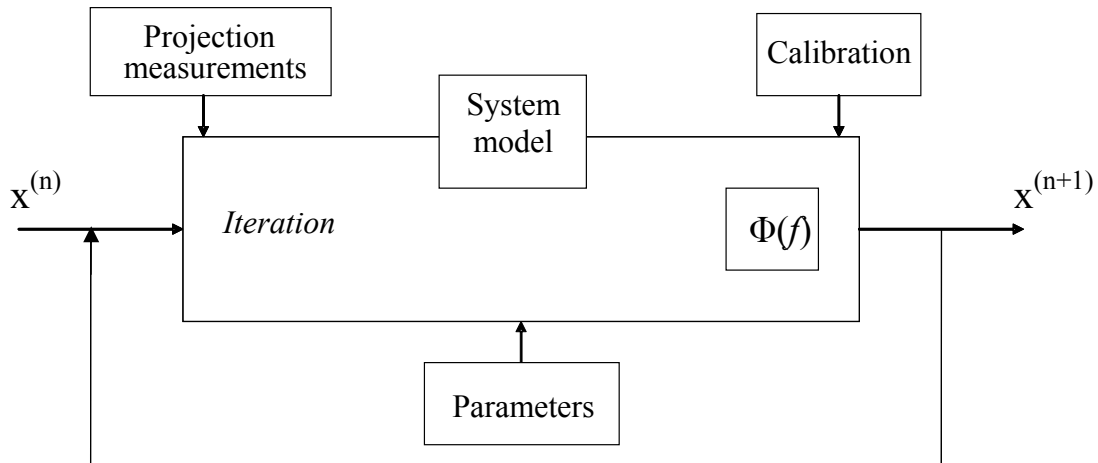 Projection
measurements
Calibration
System
model
x^(n)
x^(n+1)
Iteration
Φ(f)
Parameters